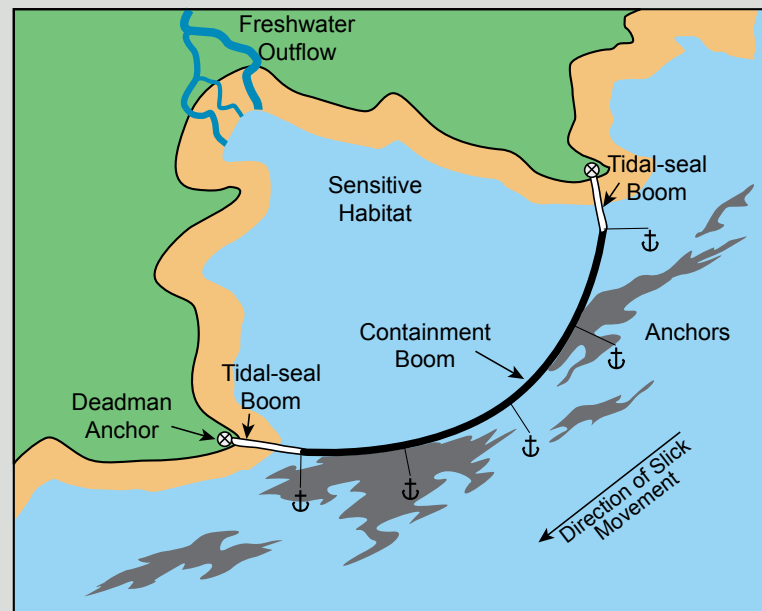 Freshwater
Outflow
Sensitive
Habitat
Tidal-seal
Boom
Containment
Boom
Anchors
Tidal-seal
Boom
Deadman
Anchor
Direction of Slick
Movement